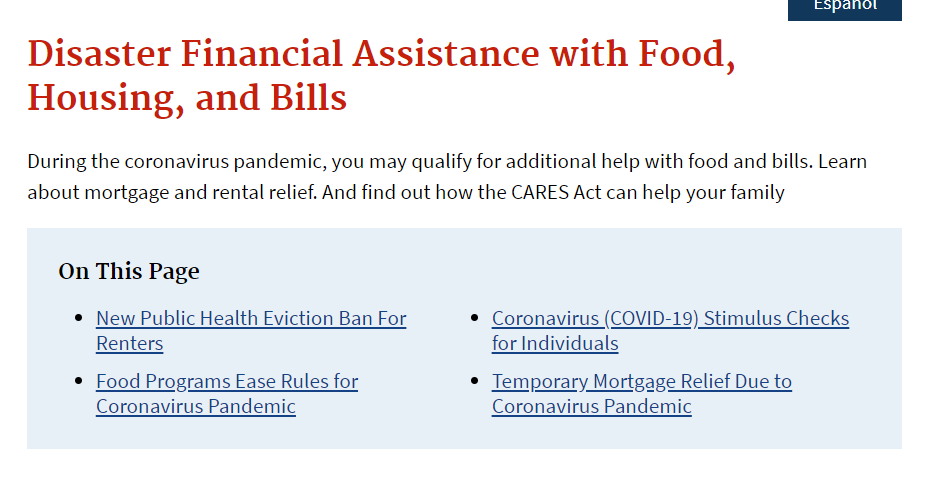 Español
Disaster Financial Assistance with Food,
Housing, and Bills
During the coronavirus pandemic, you may qualify for additional help with food and bills. Learn
about mortgage and rental relief. And find out how the CARES Act can help your family
On This Page
New Public Health Eviction Ban For
Renters
Food Programs Ease Rules for
Coronavirus Pandemic
Coronavirus (COVID-19) Stimulus Checks
for Individuals
Temporary Mortgage Relief Due to
Coronavirus Pandemic